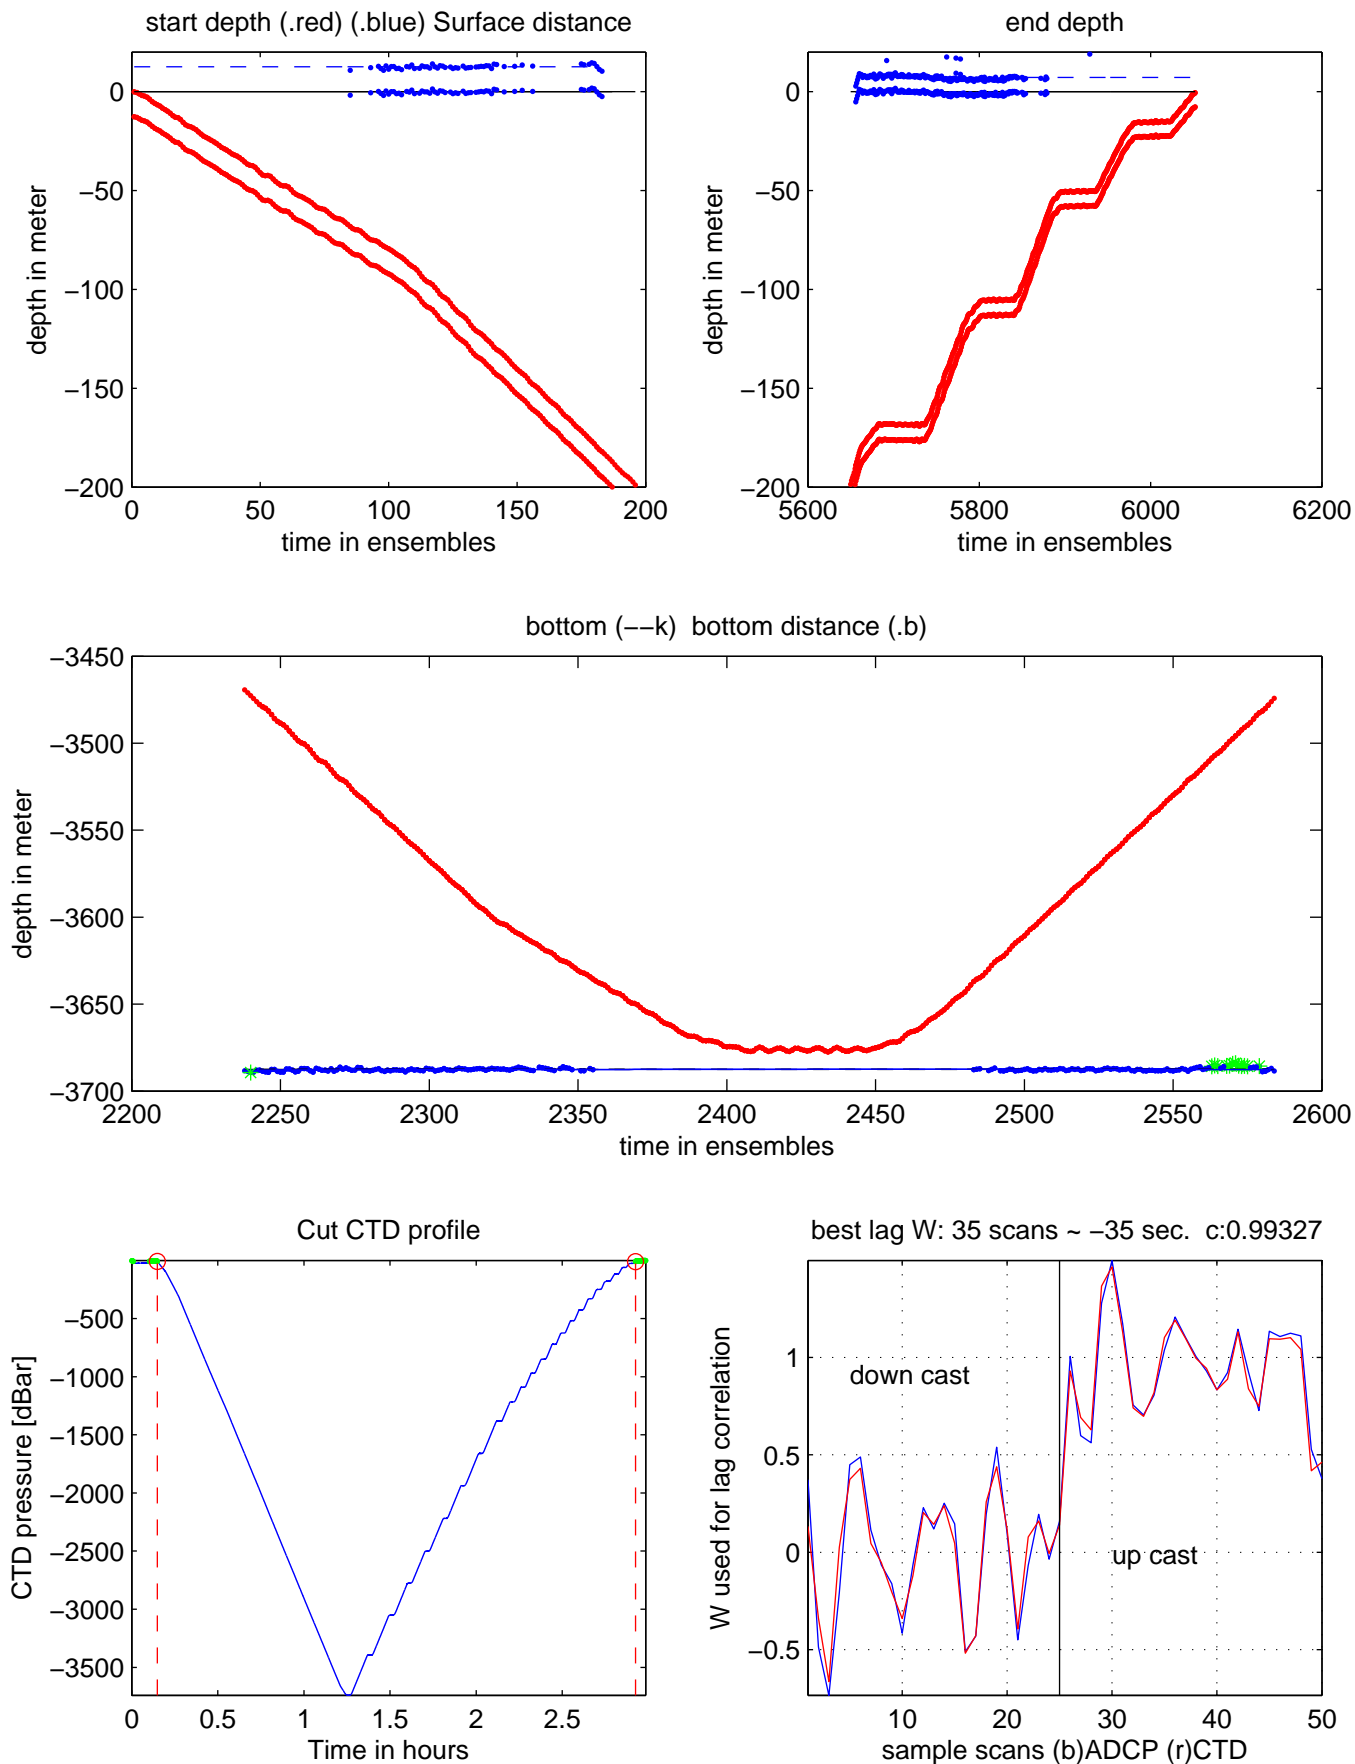 start depth (.red) (.blue) Surface distance
end depth
0
−50
−100
−150
−200
depth in meter
0 50 100 150 200
time in ensembles
0
−50
−100
−150
−200
depth in meter
5600 5800 6000 6200
time in ensembles
bottom (−−k)  bottom distance (.b)
−3450
−3500
−3550
−3600
−3650
−3700
depth in meter
2200 2250 2300 2350 2400 2450 2500 2550 2600
time in ensembles
Cut CTD profile
−500
−1000
−1500
−2000
−2500
−3000
−3500
CTD pressure [dBar]
0 0.5 1 1.5 2 2.5
Time in hours
best lag W: 35 scans ~ −35 sec.  c:0.99327
1
0.5
0
−0.5
W used for lag correlation
down cast
up cast
10 20 30 40 50
sample scans (b)ADCP (r)CTD